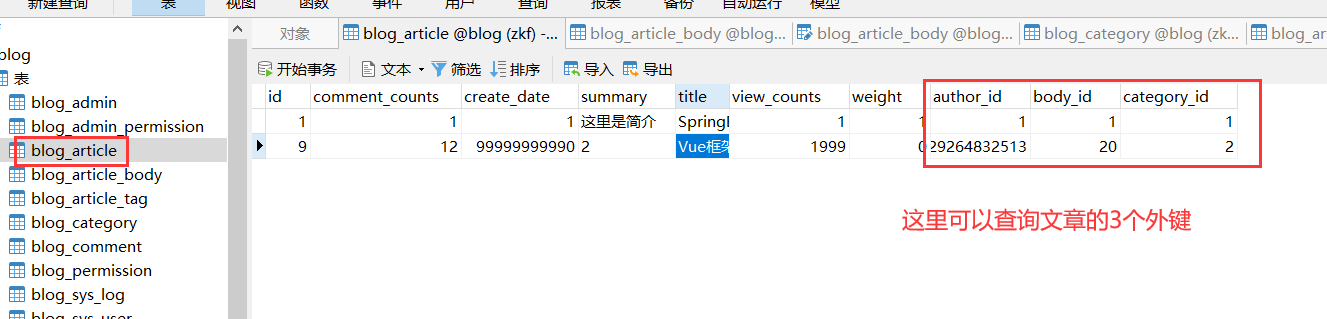 新建查询 表 视图 函数 事件 用户 查询 报表 备份 自动运行 模型
对象 blog_article @blog (zkf) -... blog_article_body @blog... blog_article_body @blog... blog_category @blog (zk... blog_ar
blog
表
开始事务 文本 筛选 排序 导入 导出
blog_admin
blog_admin_permission
blog_article
blog_article_body
blog_article_tag
blog_category
blog_comment
blog_permission
blog_sys_log
blog_sys_user
id comment_counts create_date summary title view_counts weight author_id body_id category_id
1 1 1 这里是简介 Spring 1 1 1 1 1
9 12 99999999990 2 Vue框架 1999 0 29264832513 20 2
这里可以查询文章的3个外键